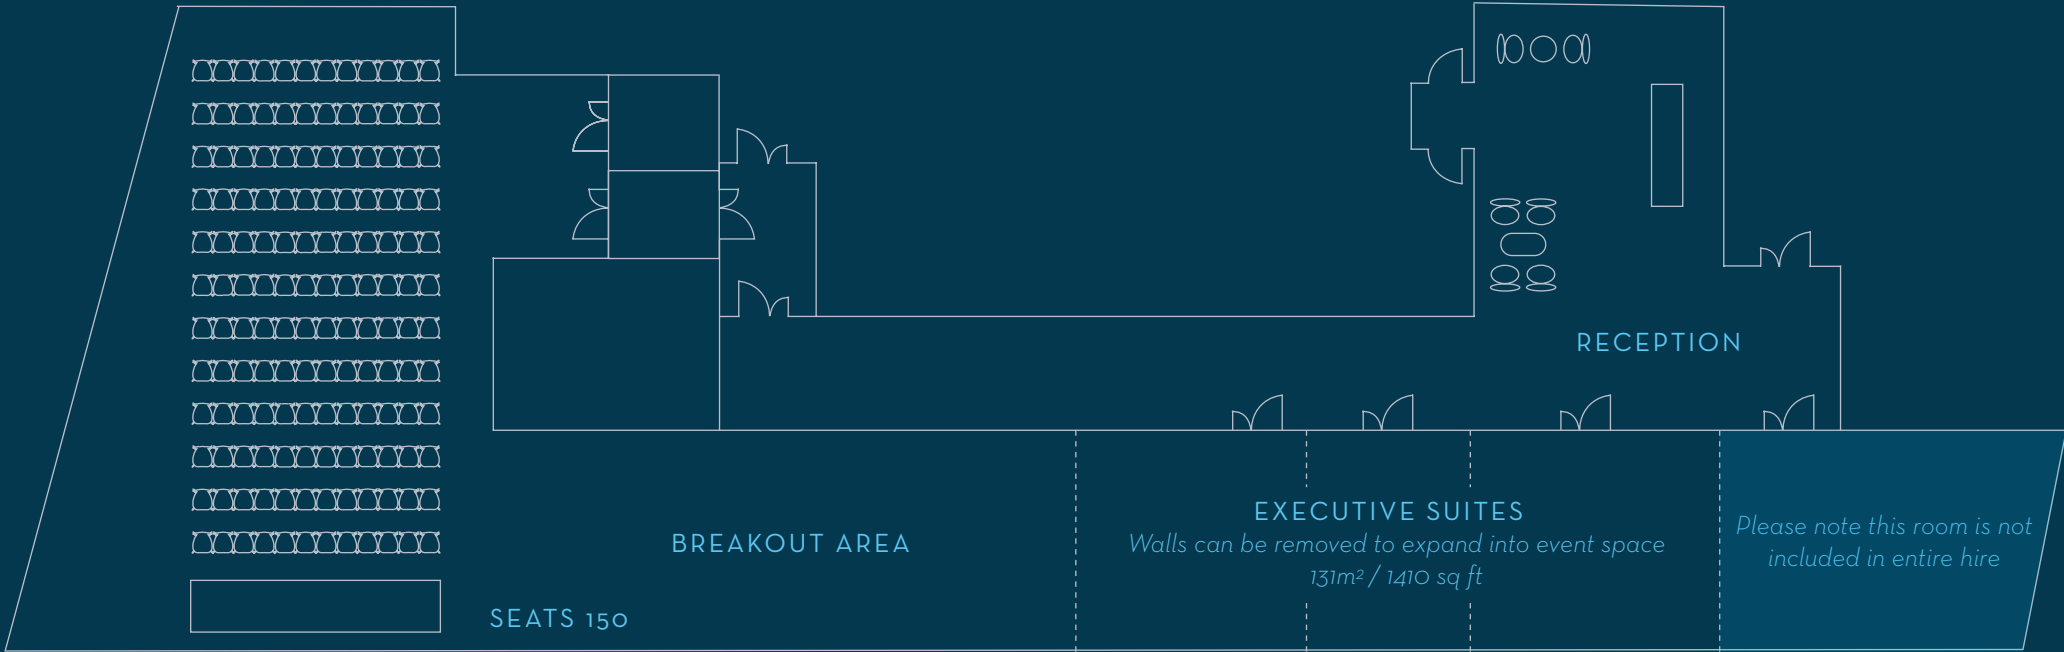 RECEPTION
EXECUTIVE SUITES
Walls can be removed to expand into event space
131m² / 1410 sq ft
Please note this room is not
included in entire hire
BREAKOUT AREA
SEATS 150